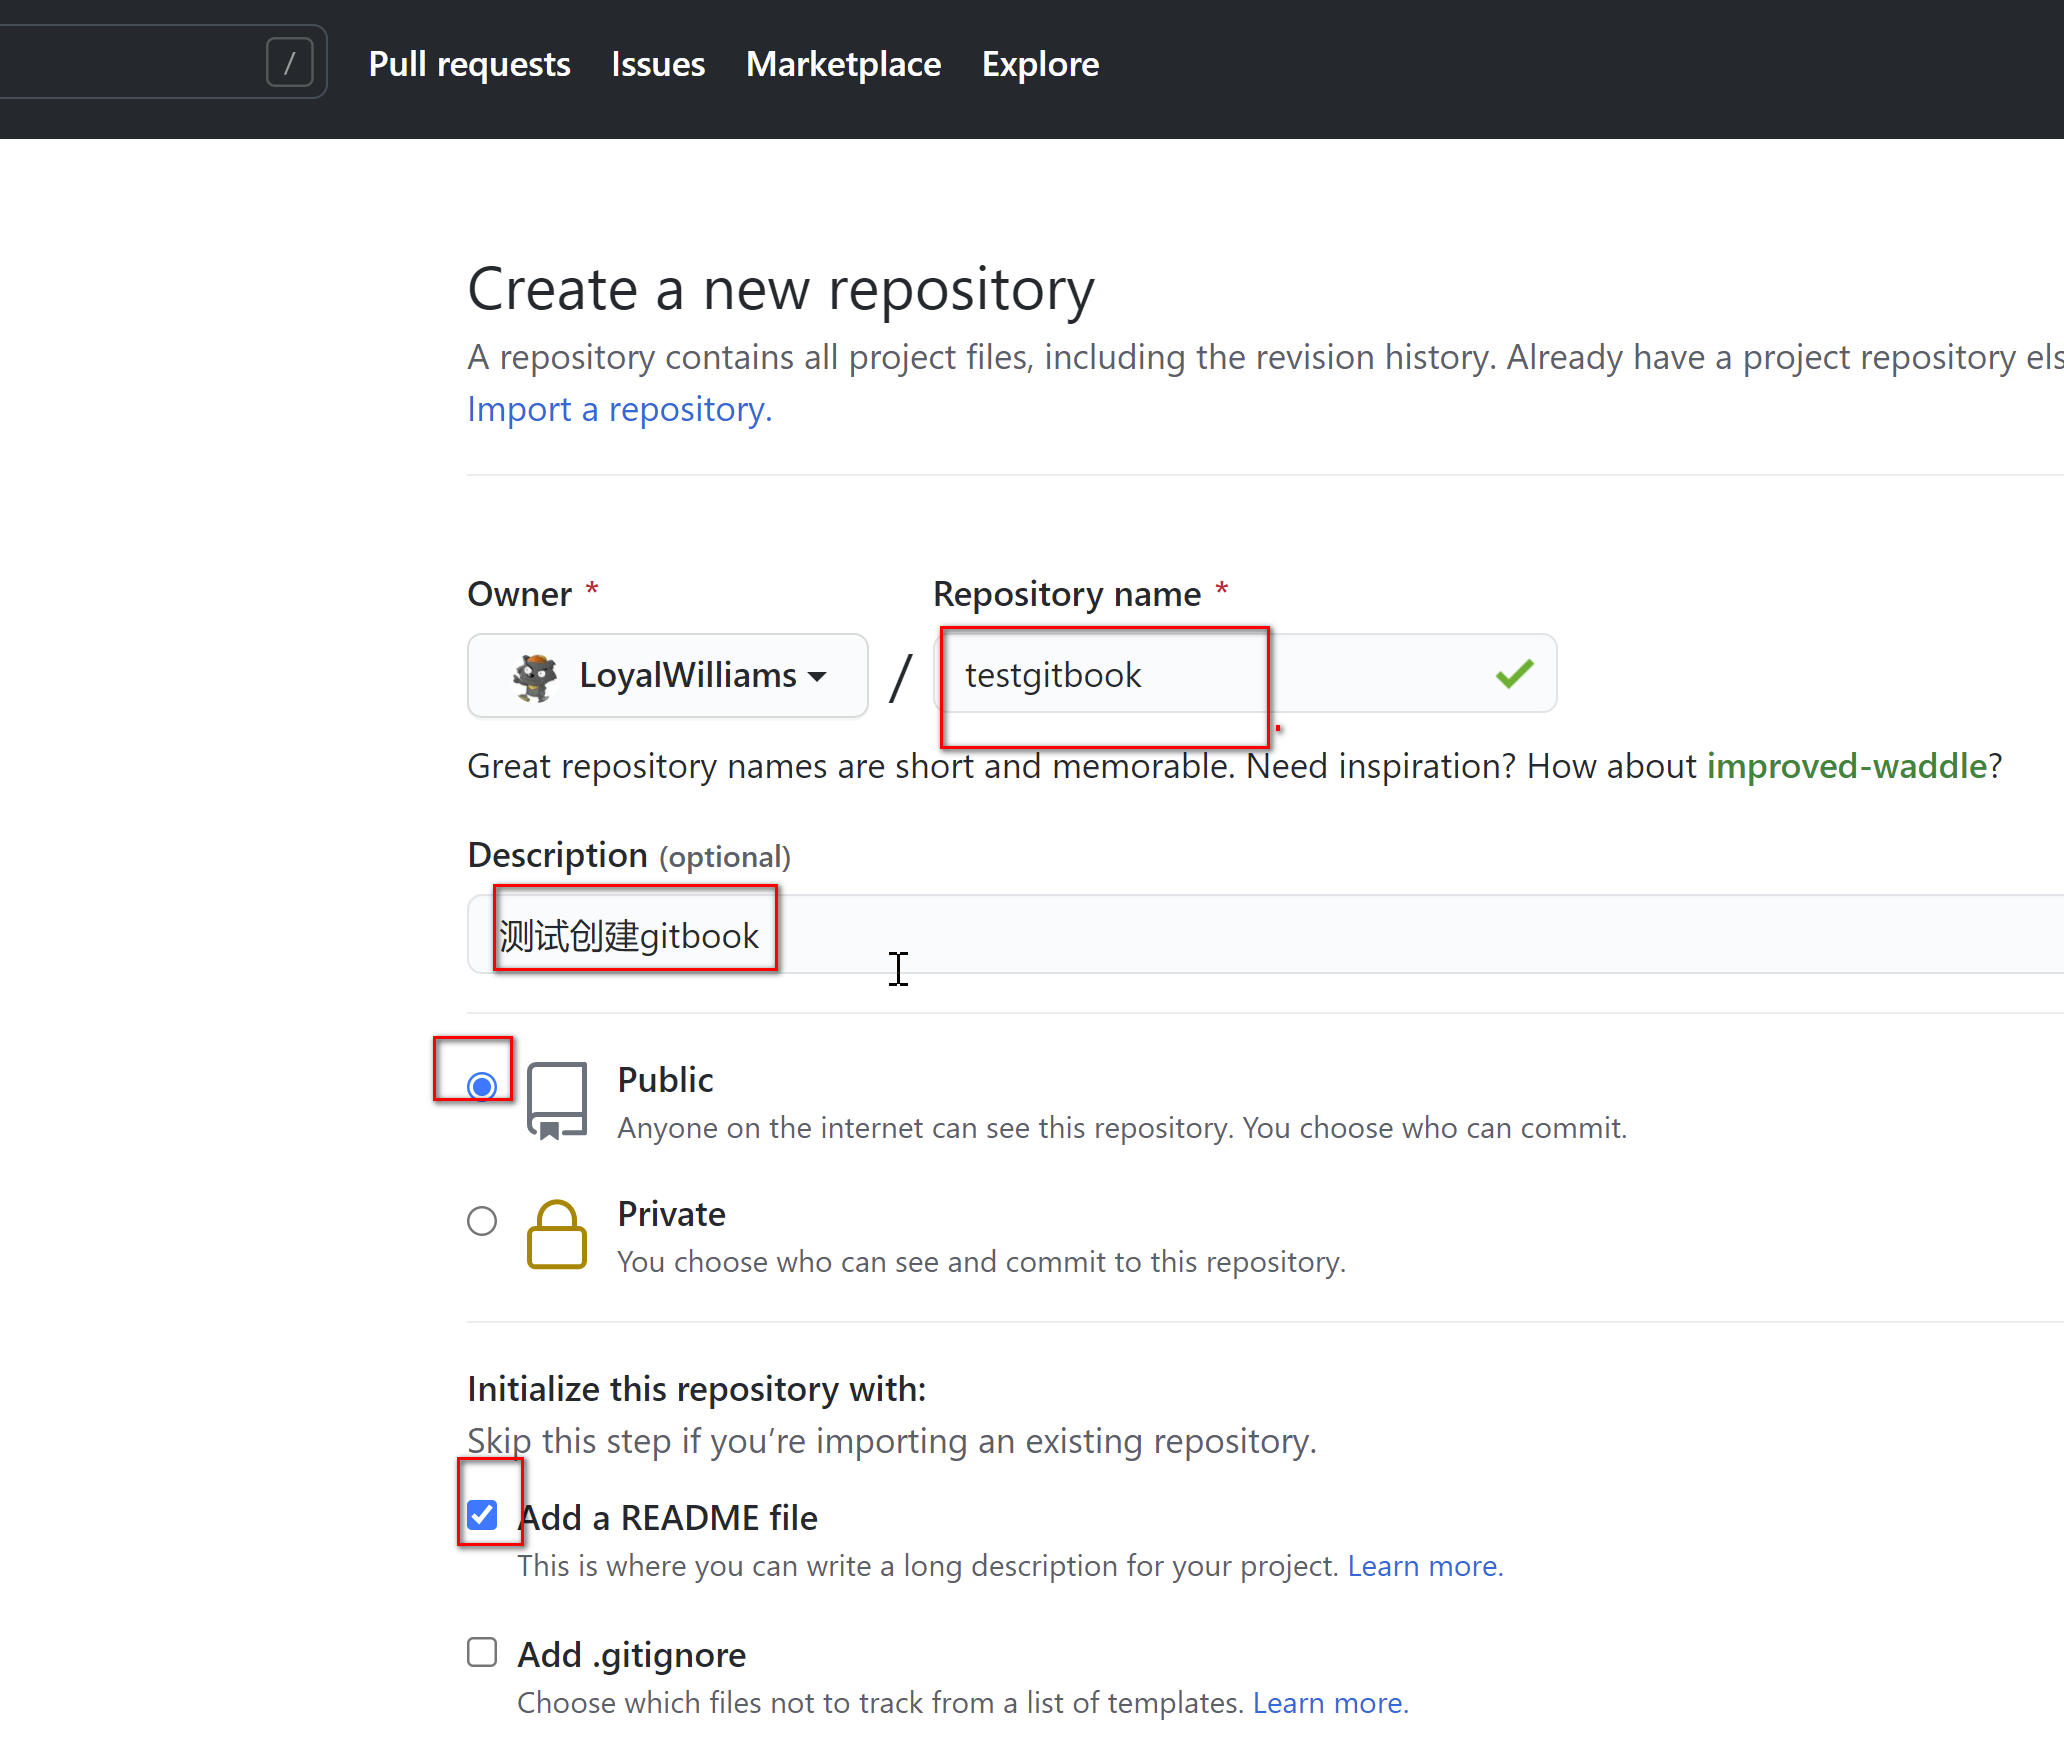 / Pull requests Issues Marketplace Explore
Create a new repository
A repository contains all project files, including the revision history. Already have a project repository els
Import a repository.
Owner * Repository name *
LoyalWilliams / testgitbook
Great repository names are short and memorable. Need inspiration? How about improved-waddle?
Description (optional)
测试创建gitbook
Public
Anyone on the internet can see this repository. You choose who can commit.
Private
You choose who can see and commit to this repository.
Initialize this repository with:
Skip this step if you’re importing an existing repository.
Add a README file
This is where you can write a long description for your project. Learn more.
Add .gitignore
Choose which files not to track from a list of templates. Learn more.